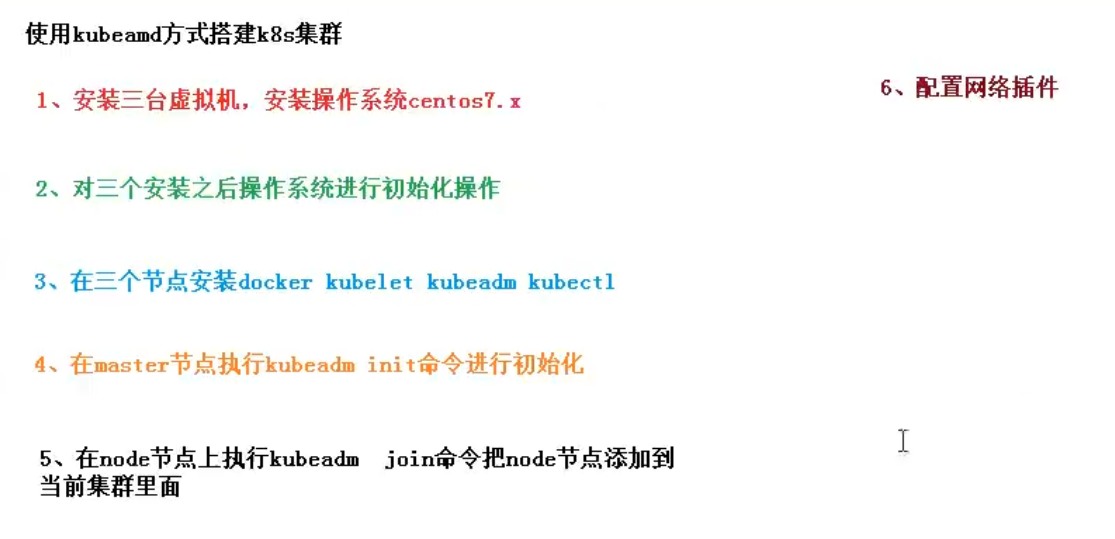 使用kubeamd方式搭建k8s集群
1、安装三台虚拟机，安装操作系统centos7.x
2、对三个安装之后操作系统进行初始化操作
3、在三个节点安装docker kubelet kubeadm kubectl
4、在master节点执行kubeadm init命令进行初始化
5、在node节点上执行kubeadm  join命令把node节点添加到
当前集群里面
6、配置网络插件